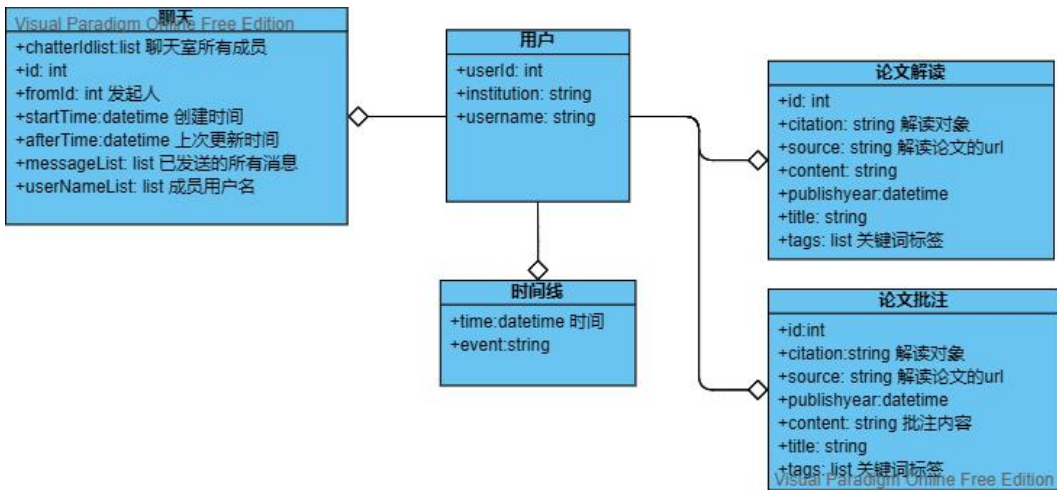 聊天
Visual Paradigm Online Free Edition
+chatterIdlist:list 聊天室所有成员
+id: int
+fromId: int 发起人
+startTime:datetime 创建时间
+afterTime:datetime 上次更新时间
+messageList: list 已发送的所有消息
+userNameList: list 成员用户名
用户
+userId: int
+institution: string
+username: string
时间线
+time:datetime 时间
+event:string
论文解读
+id: int
+citation: string 解读对象
+source: string 解读论文的url
+content: string
+publishyear:datetime
+title: string
+tags: list 关键词标签
论文批注
+id:int
+citation:string 解读对象
+source: string 解读论文的url
+publishyear:datetime
+content: string 批注内容
+title: string
+tags: list 关键词标签
Visual Paradigm Online Free Edition